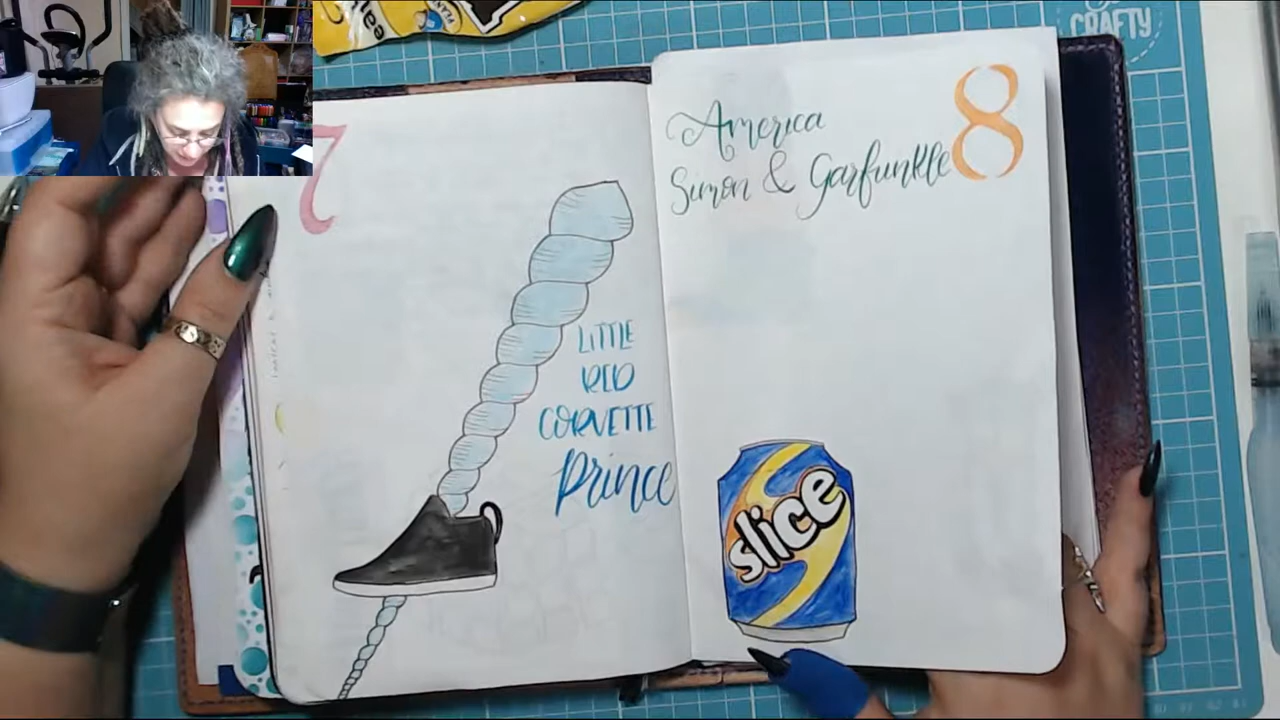 CRAFTY
7
LITTLE
RED
CORVETTE
Prince
America
Simon & Garfunkle
8
slice